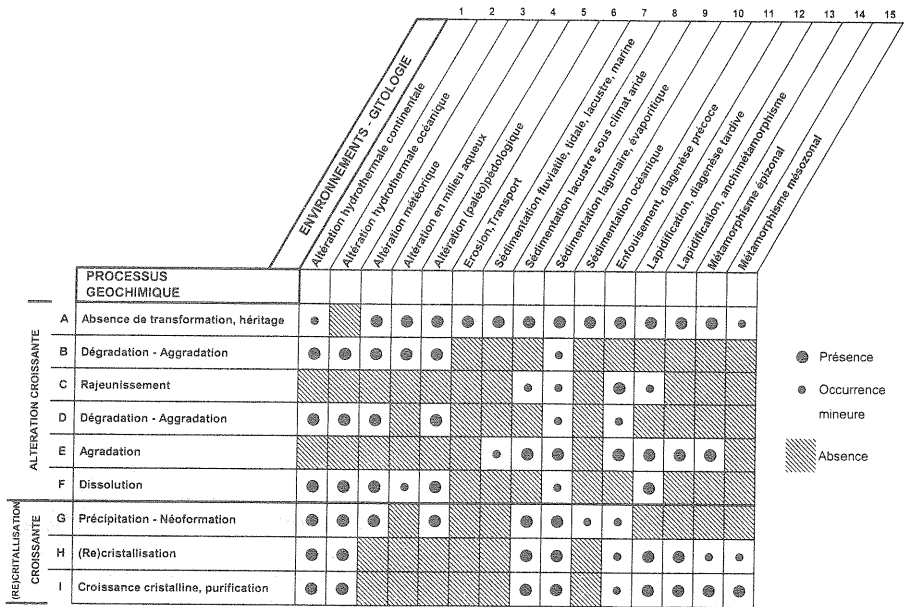 1 2 3 4 5 6 7 8 9 10 11 12 13 14 15
ENVIRONNEMENTS - GITOLOGIE
Altération hydrothermale continentale
Altération hydrothermale océanique
Altération météorique
Altération en milieu aqueux
Altération (paléo)pédologique
Erosion, Transport
Sédimentation fluviatile, tidale, lacustre, marine
Sédimentation lacustre sous climat aride
Sédimentation lagunaire, évaporitique
Sédimentation océanique
Enfouisement, diagenèse précoce
Lapidification, diagenèse tardive
Lapidification, anchimétamorphisme
Métamorphisme épizonal
Métamorphisme mésozonal
PROCESSUS
GEOCHIMIQUE
ALTERATION CROISSANTE
A Absence de transformation, héritage
B Dégradation - Aggradation
C Rajeunissement
D Dégradation - Aggradation
E Agradation
F Dissolution
(RE)CRITALLISATION
CROISSANTE
G Précipitation - Néoformation
H (Re)cristallisation
I Croissance cristalline, purification
Présence
Occurrence
mineure
Absence